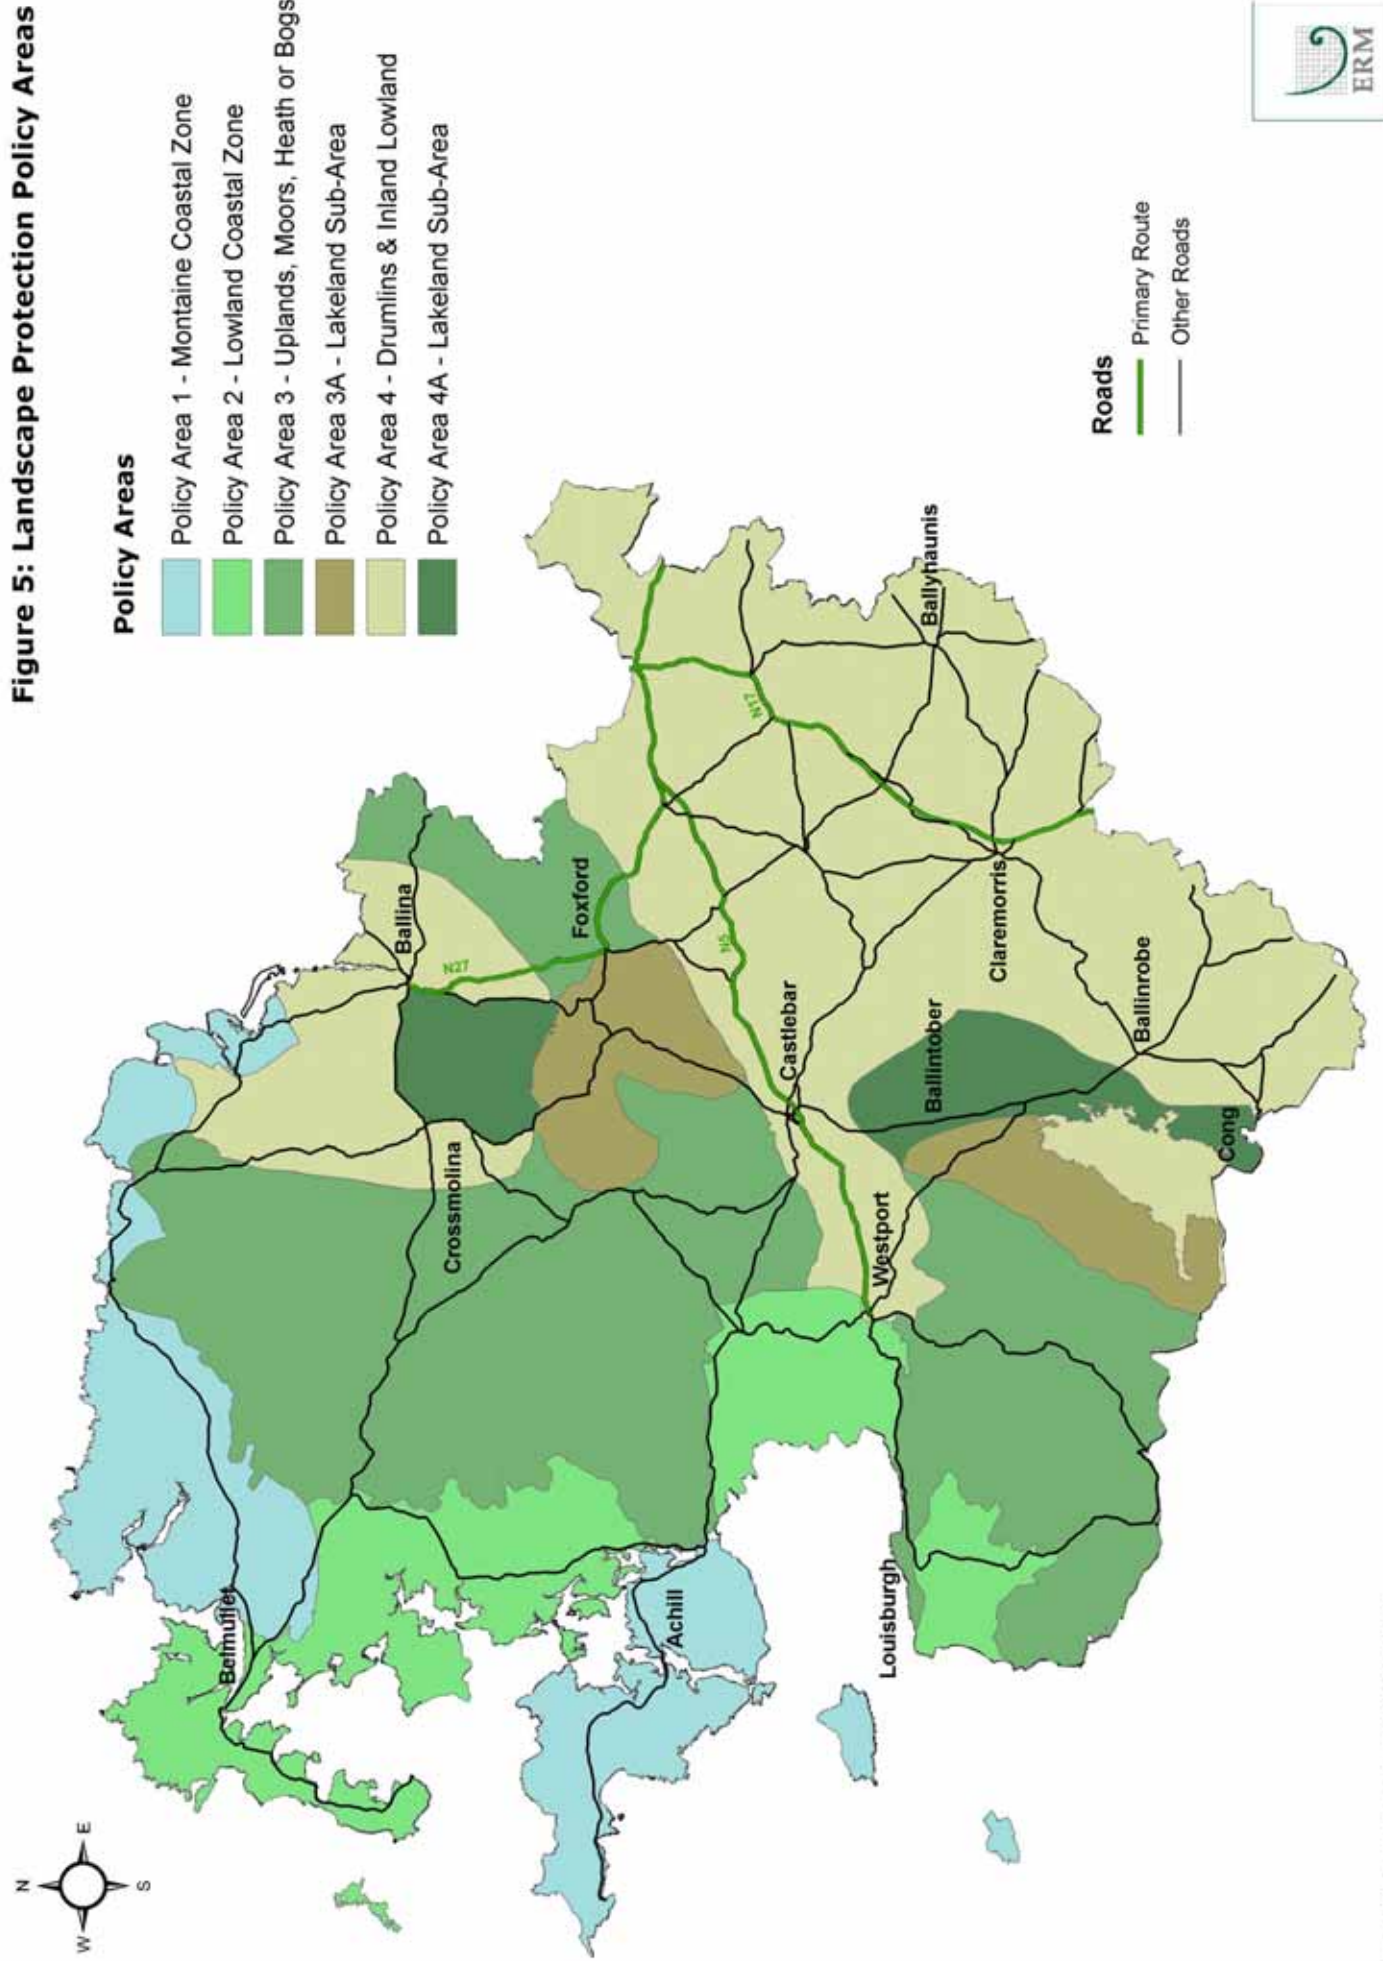 Figure 5: Landscape Protection Policy Areas
N
W
E
S
Policy Areas
Policy Area 1 - Montaine Coastal Zone
Policy Area 2 - Lowland Coastal Zone
Policy Area 3 - Uplands, Moors, Heath or Bogs
Policy Area 3A - Lakeland Sub-Area
Policy Area 4 - Drumlins & Inland Lowland
Policy Area 4A - Lakeland Sub-Area
Belmullet
Ballina
N27
Crossmolina
Foxford
Achill
N5
N17
Castlebar
Westport
Louisburgh
Ballintober
Ballyhaunis
Claremorris
Ballinrobe
Cong
Roads
Primary Route
Other Roads
ERM